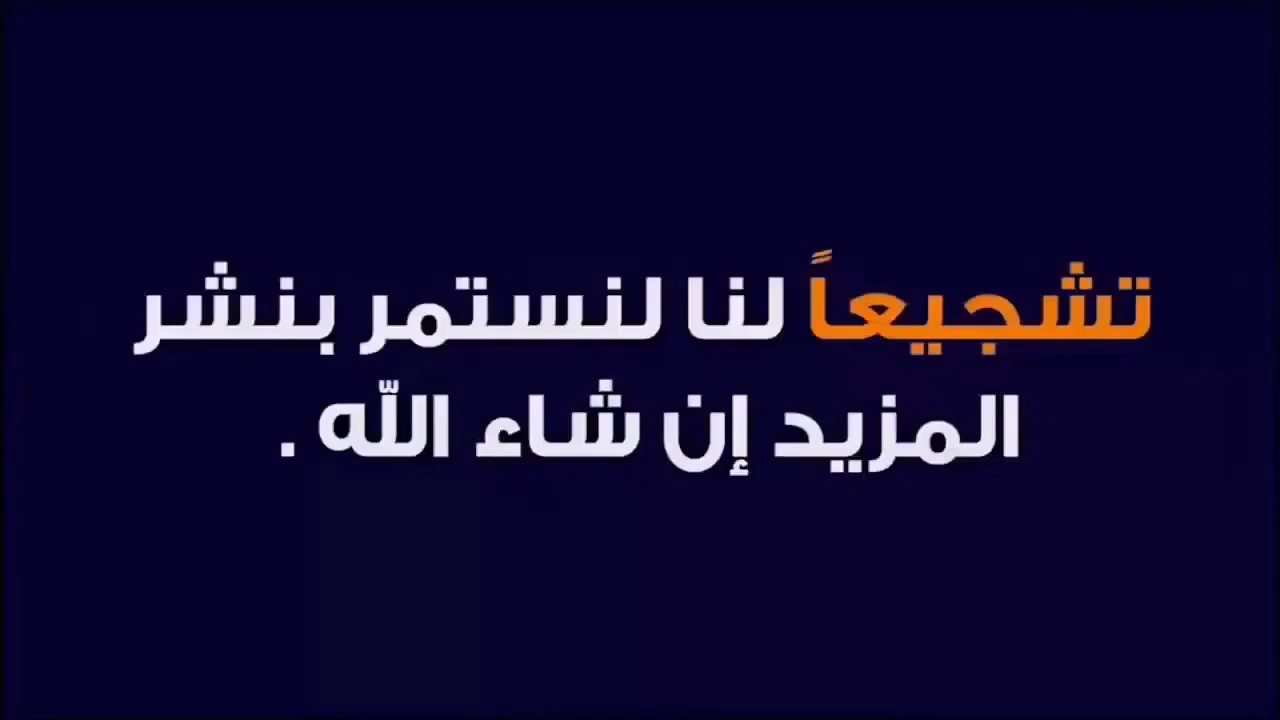 تشجيعاً لنا لنستمر بنشر
المزيد إن شاء اللّه .